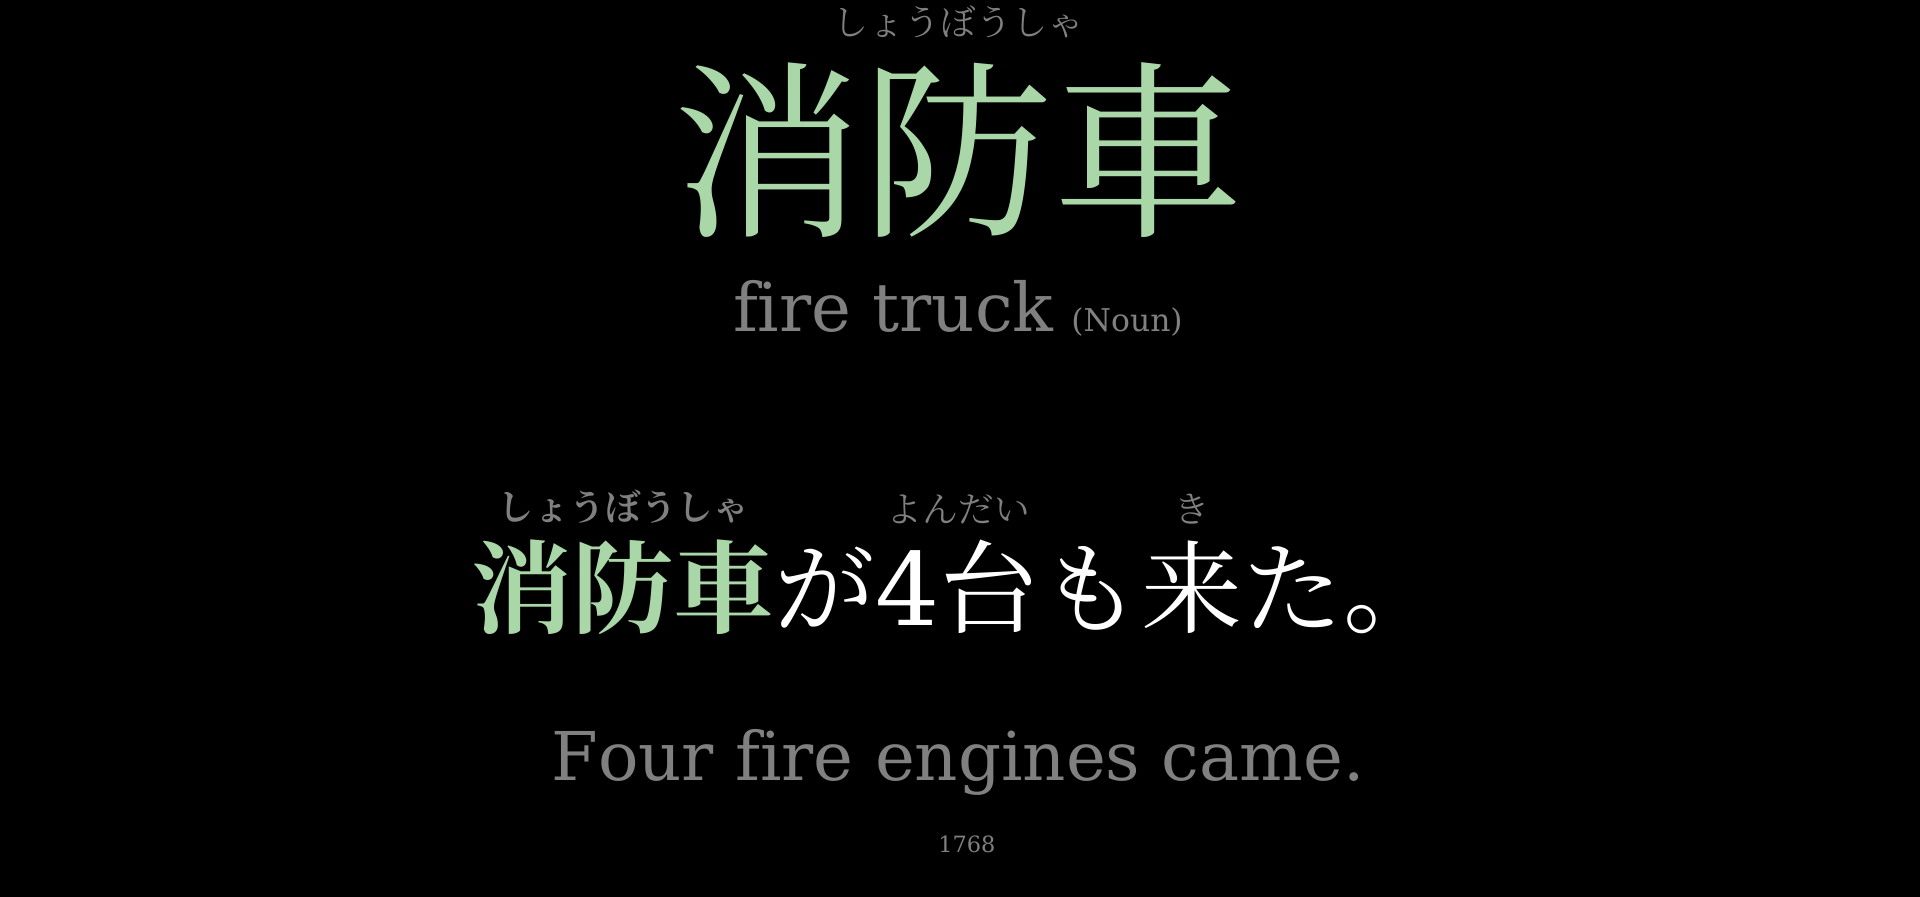 しょうぼうしゃ
消防車
fire truck (Noun)
しょうぼうしゃ よんだい き
消防車が4台も来た。
Four fire engines came.
1768